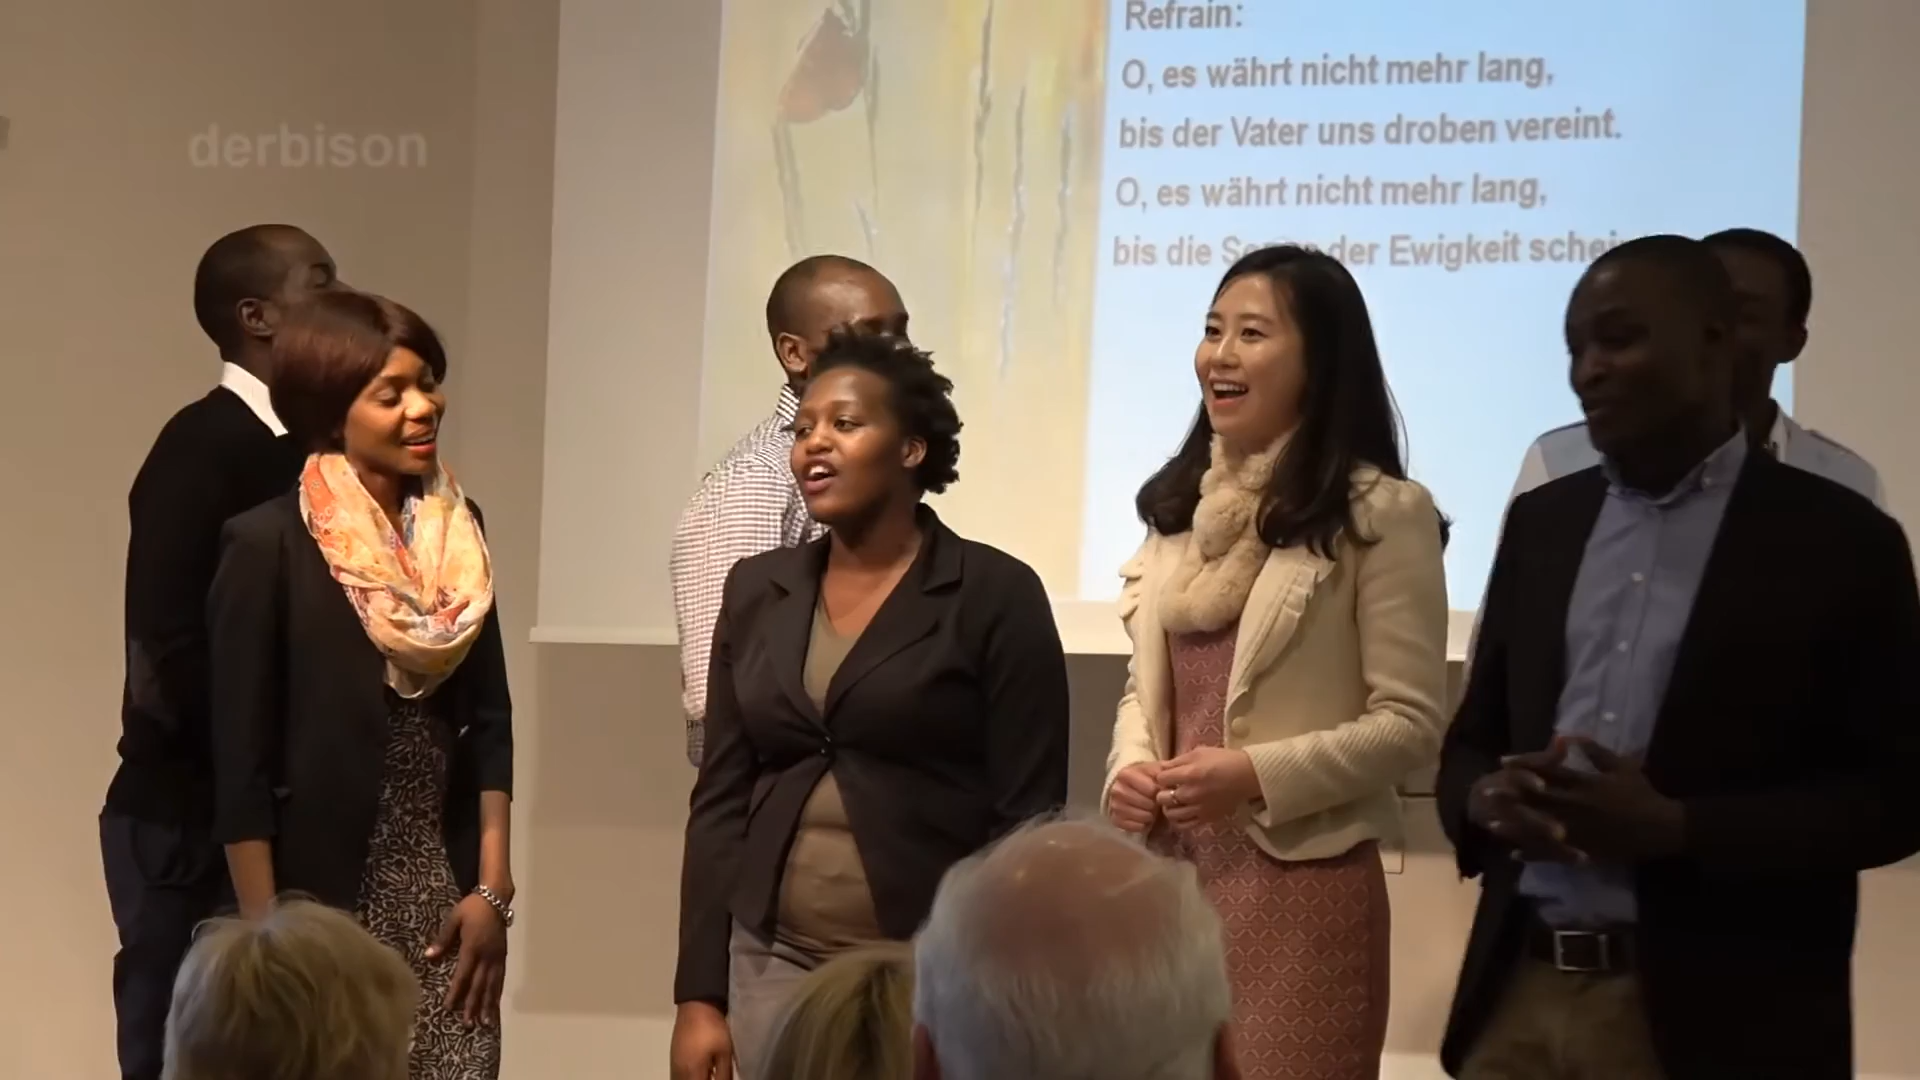 Refrain:
O, es währt nicht mehr lang,
bis der Vater uns droben vereint.
O, es währt nicht mehr lang,
bis die der Ewigkeit
derbison